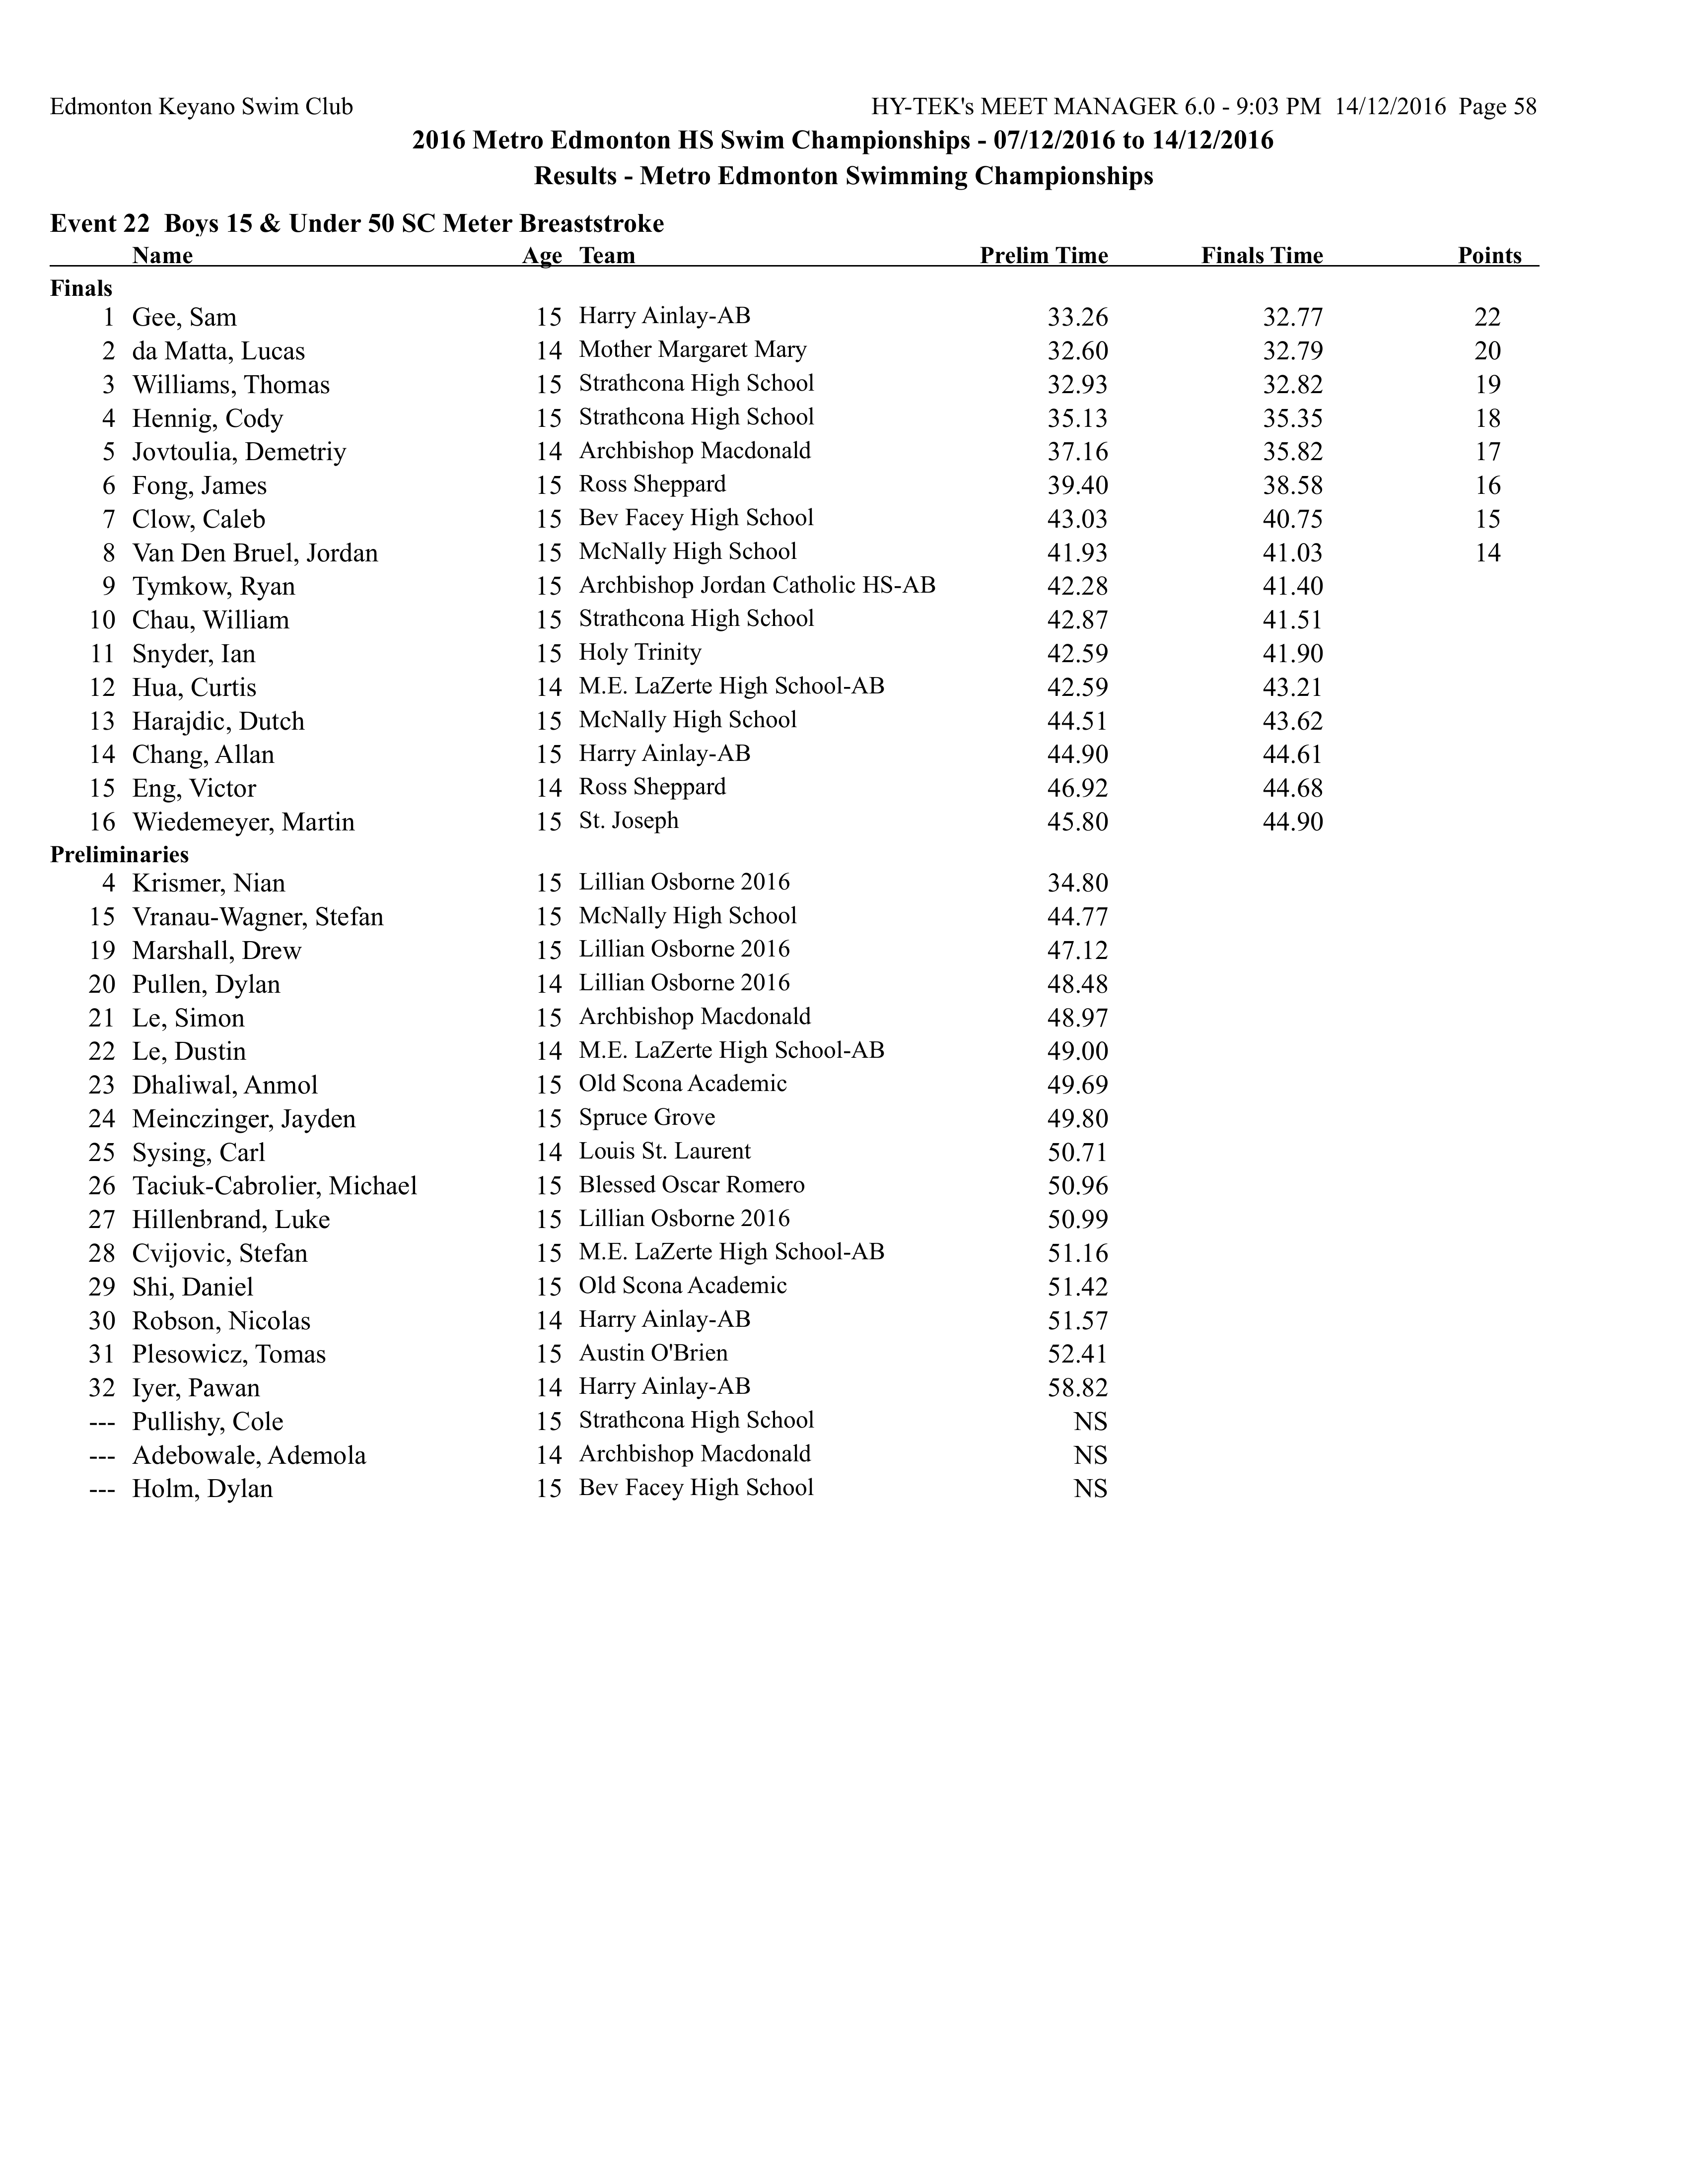 Edmonton Keyano Swim Club HY-TEK's MEET MANAGER 6.0 - 9:03 PM 14/12/2016 Page 58
2016 Metro Edmonton HS Swim Championships - 07/12/2016 to 14/12/2016
Results - Metro Edmonton Swimming Championships
Event 22 Boys 15 & Under 50 SC Meter Breaststroke
Name Age Team Prelim Time Finals Time Points
Finals
1 Gee, Sam 15 Harry Ainlay-AB 33.26 32.77 22
2 da Matta, Lucas 14 Mother Margaret Mary 32.60 32.79 20
3 Williams, Thomas 15 Strathcona High School 32.93 32.82 19
4 Hennig, Cody 15 Strathcona High School 35.13 35.35 18
5 Jovtoulia, Demetriy 14 Archbishop Macdonald 37.16 35.82 17
6 Fong, James 15 Ross Sheppard 39.40 38.58 16
7 Clow, Caleb 15 Bev Facey High School 43.03 40.75 15
8 Van Den Bruel, Jordan 15 McNally High School 41.93 41.03 14
9 Tymkow, Ryan 15 Archbishop Jordan Catholic HS-AB 42.28 41.40
10 Chau, William 15 Strathcona High School 42.87 41.51
11 Snyder, Ian 15 Holy Trinity 42.59 41.90
12 Hua, Curtis 14 M.E. LaZerte High School-AB 42.59 43.21
13 Harajdic, Dutch 15 McNally High School 44.51 43.62
14 Chang, Allan 15 Harry Ainlay-AB 44.90 44.61
15 Eng, Victor 14 Ross Sheppard 46.92 44.68
16 Wiedemeyer, Martin 15 St. Joseph 45.80 44.90
Preliminaries
4 Krismer, Nian 15 Lillian Osborne 2016 34.80
15 Vranau-Wagner, Stefan 15 McNally High School 44.77
19 Marshall, Drew 15 Lillian Osborne 2016 47.12
20 Pullen, Dylan 14 Lillian Osborne 2016 48.48
21 Le, Simon 15 Archbishop Macdonald 48.97
22 Le, Dustin 14 M.E. LaZerte High School-AB 49.00
23 Dhaliwal, Anmol 15 Old Scona Academic 49.69
24 Meinczinger, Jayden 15 Spruce Grove 49.80
25 Sysing, Carl 14 Louis St. Laurent 50.71
26 Taciuk-Cabrolier, Michael 15 Blessed Oscar Romero 50.96
27 Hillenbrand, Luke 15 Lillian Osborne 2016 50.99
28 Cvijovic, Stefan 15 M.E. LaZerte High School-AB 51.16
29 Shi, Daniel 15 Old Scona Academic 51.42
30 Robson, Nicolas 14 Harry Ainlay-AB 51.57
31 Plesowicz, Tomas 15 Austin O'Brien 52.41
32 Iyer, Pawan 14 Harry Ainlay-AB 58.82
--- Pullishy, Cole 15 Strathcona High School NS
--- Adebowale, Ademola 14 Archbishop Macdonald NS
--- Holm, Dylan 15 Bev Facey High School NS